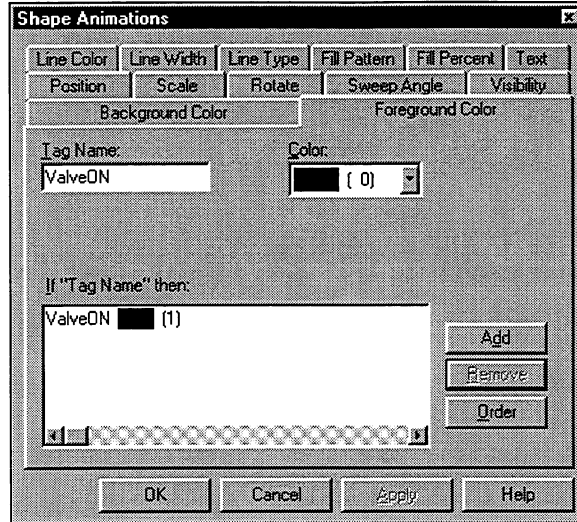 Shape Animations
Line Color Line Width Line Type Fill Pattern Fill Percent Text
Position Scale Rotate Sweep Angle Visibility
Background Color Foreground Color
Tag Name: Color:
ValveON ( 0)
If "Tag Name" then:
ValveON (1)
Add
Remove
Order
OK Cancel Apply Help